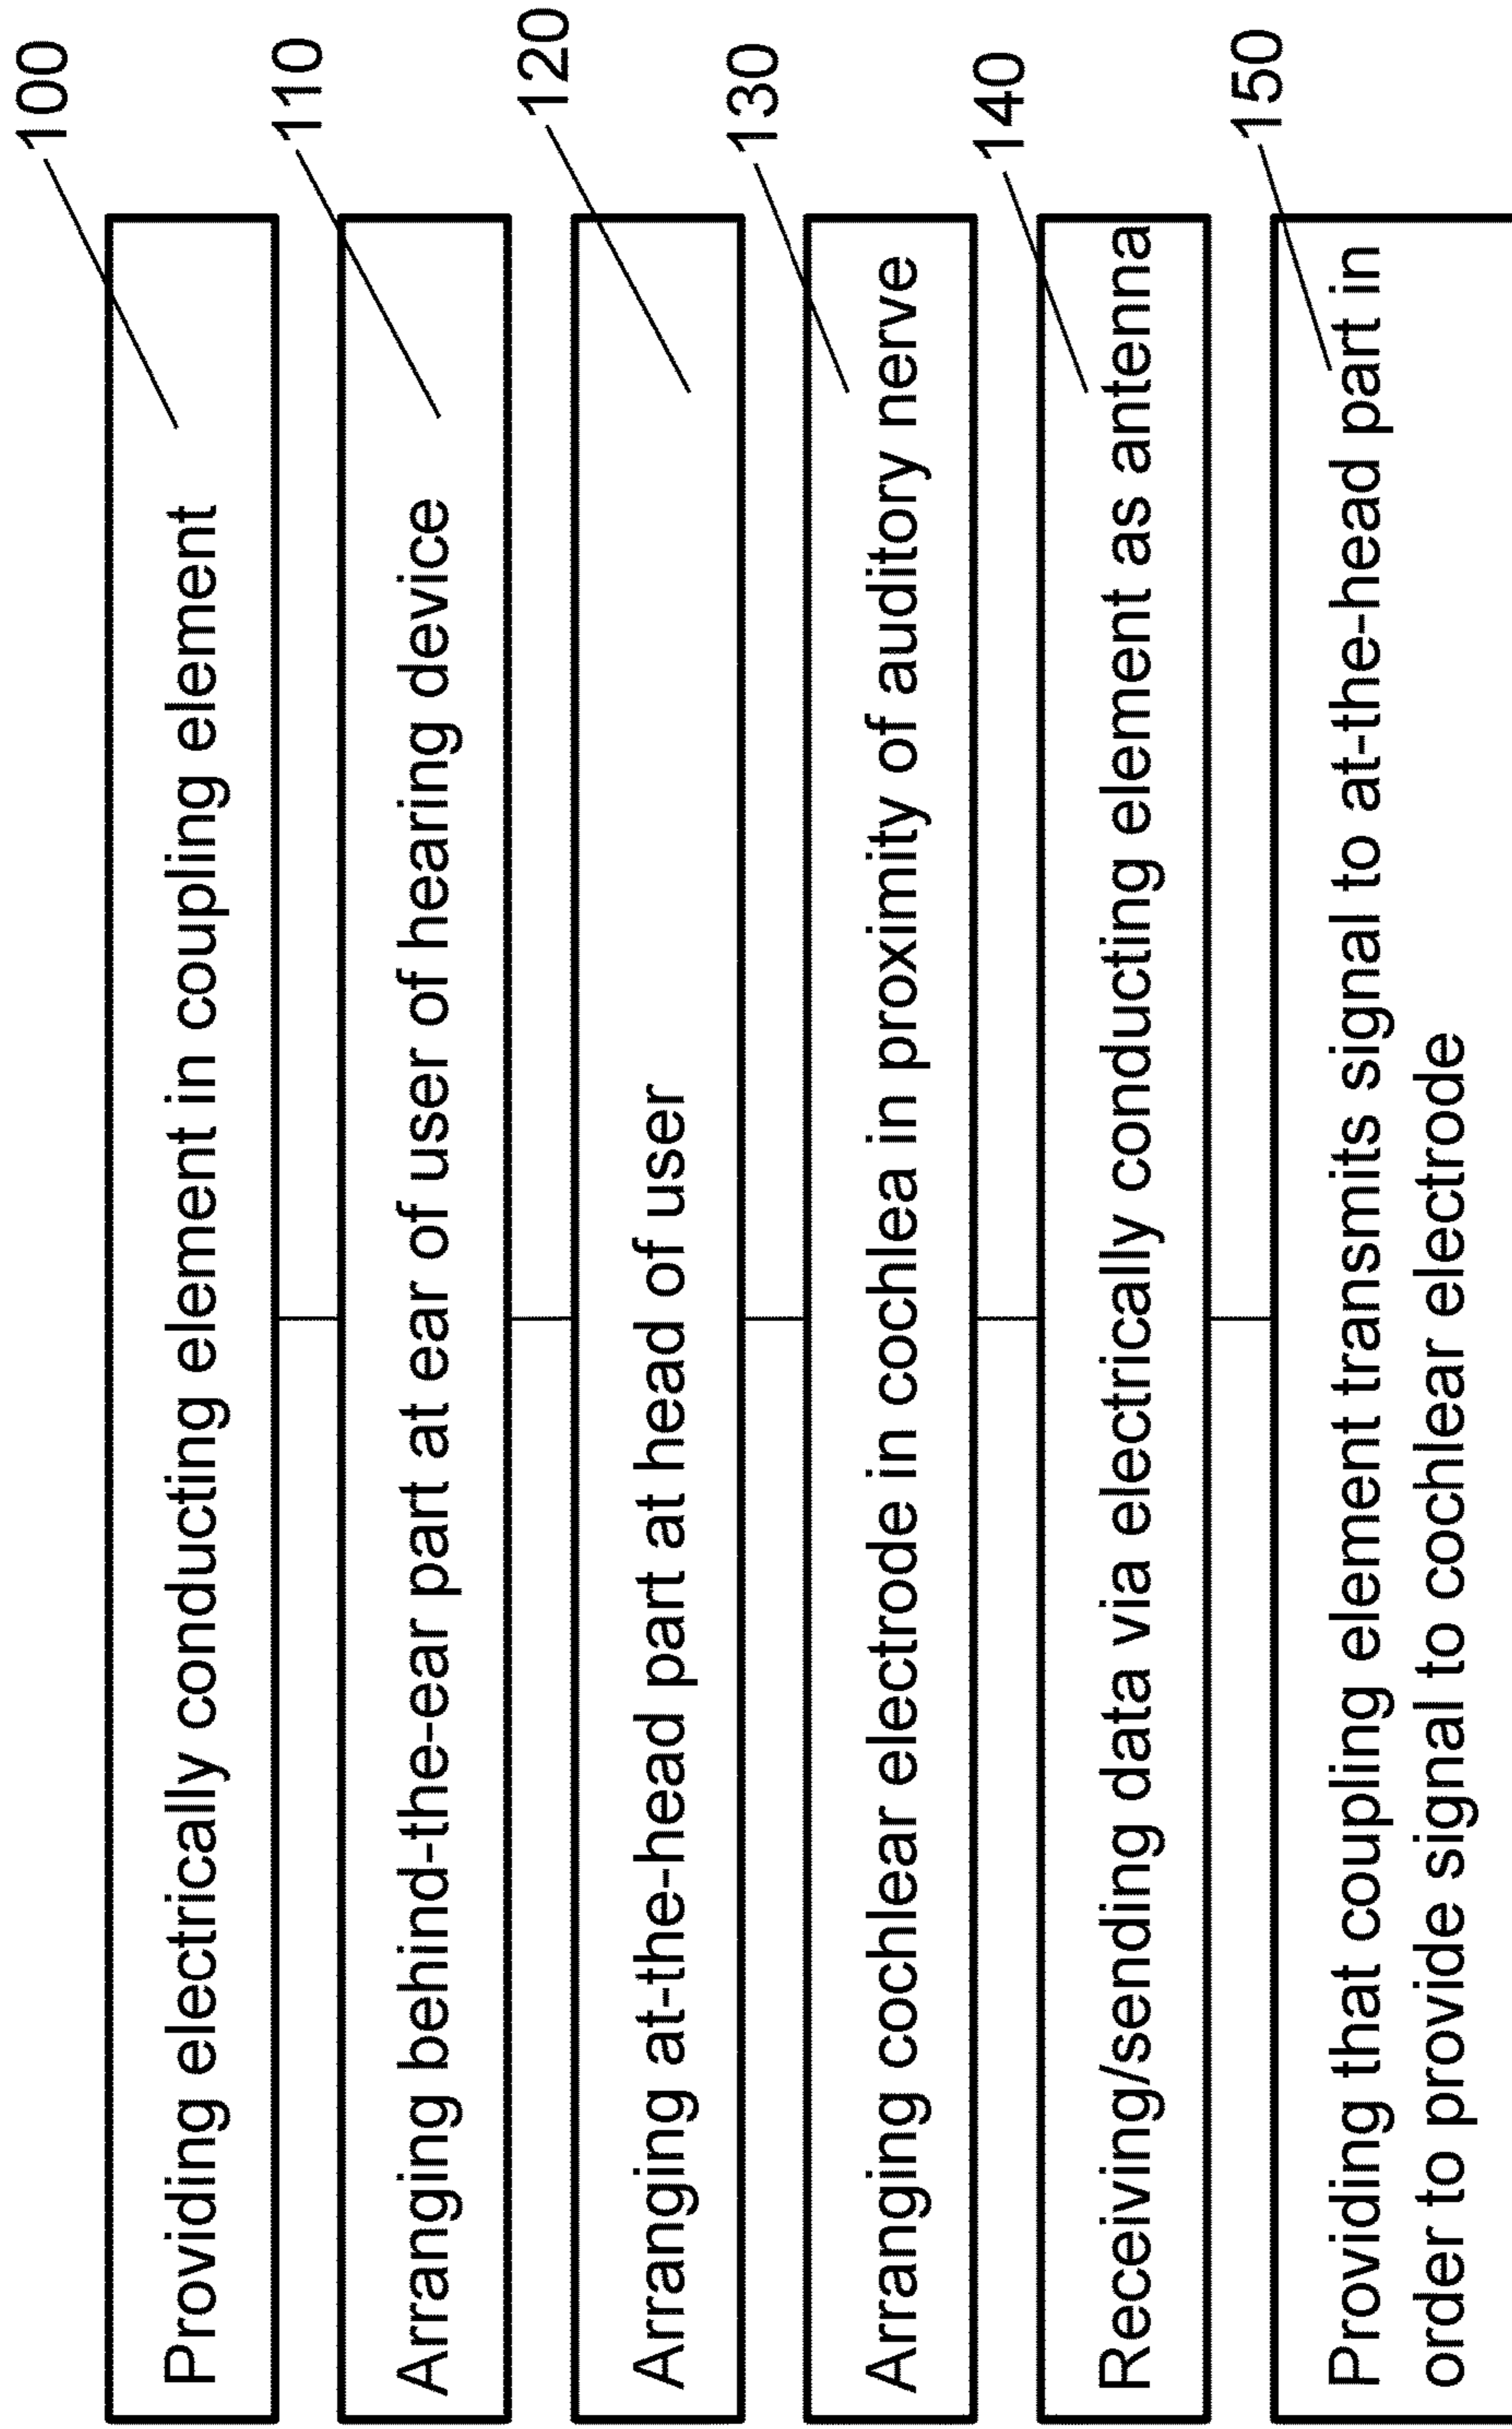 100
Providing electrically conducting element in coupling element
110
Arranging behind-the-ear part at ear of user of hearing device
120
Arranging at-the-head part at head of user
130
Arranging cochlear electrode in cochlea in proximity of auditory nerve
140
Receiving/sending data via electrically conducting element as antenna
150
Providing that coupling element transmits signal to at-the-head part in
order to provide signal to cochlear electrode